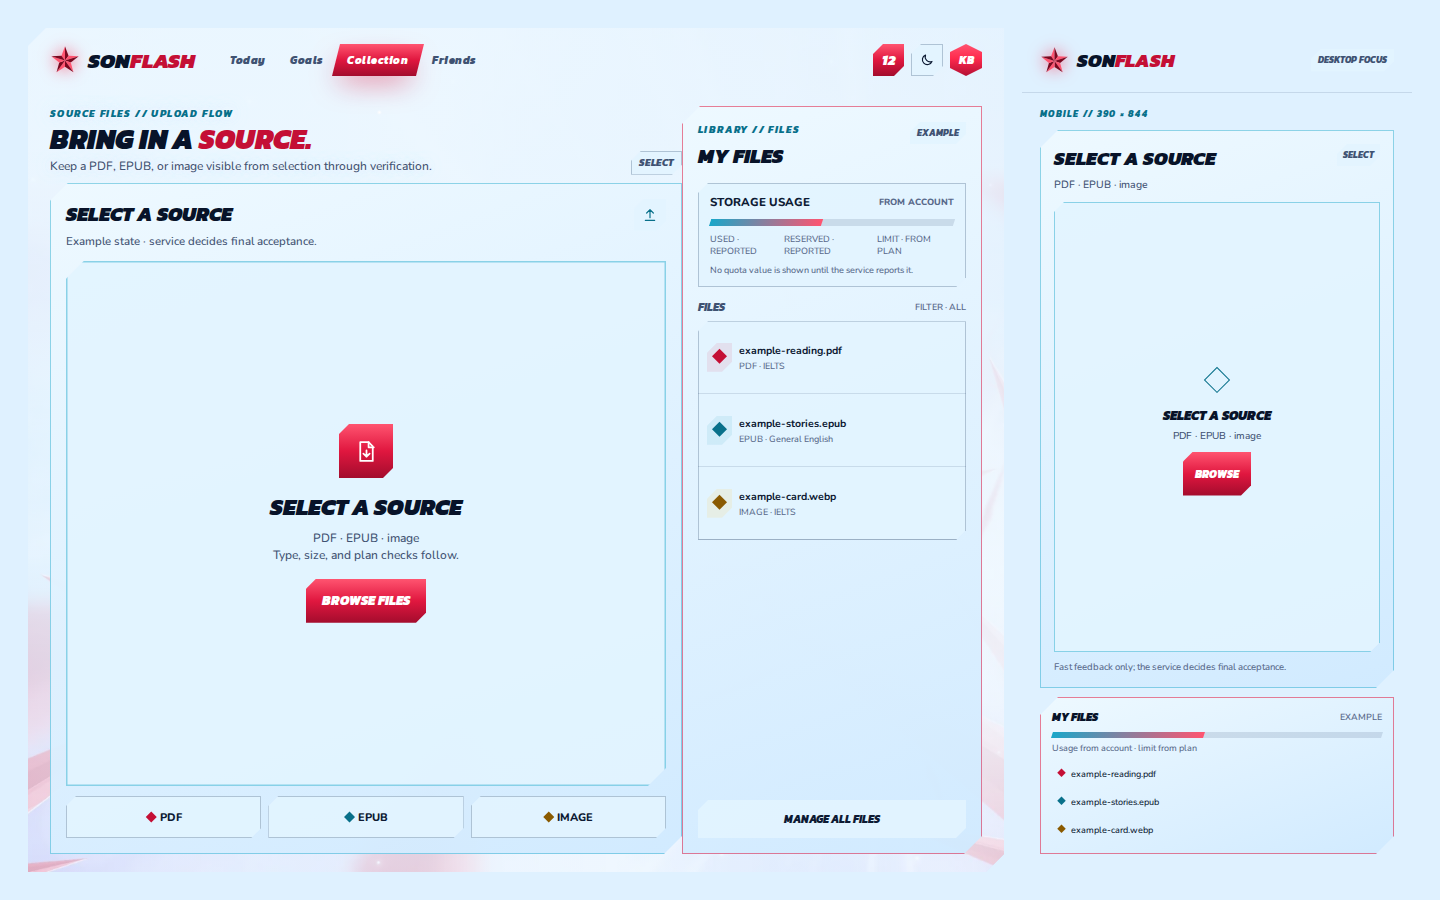 SONFLASH
Today
Goals
Collection
Friends
12
KB
SOURCE FILES // UPLOAD FLOW
BRING IN A SOURCE.
Keep a PDF, EPUB, or image visible from selection through verification.
SELECT
SELECT A SOURCE
Example state · service decides final acceptance.
SELECT A SOURCE
PDF · EPUB · image
Type, size, and plan checks follow.
BROWSE FILES
PDF
EPUB
IMAGE
LIBRARY // FILES
EXAMPLE
MY FILES
STORAGE USAGE
FROM ACCOUNT
USED · REPORTED
RESERVED · REPORTED
LIMIT · FROM PLAN
No quota value is shown until the service reports it.
FILES
FILTER · ALL
example-reading.pdf
PDF · IELTS
example-stories.epub
EPUB · General English
example-card.webp
IMAGE · IELTS
MANAGE ALL FILES
SONFLASH
DESKTOP FOCUS
MOBILE // 390 × 844
SELECT A SOURCE
SELECT
PDF · EPUB · image
SELECT A SOURCE
PDF · EPUB · image
BROWSE
Fast feedback only; the service decides final acceptance.
MY FILES
EXAMPLE
Usage from account · limit from plan
example-reading.pdf
example-stories.epub
example-card.webp